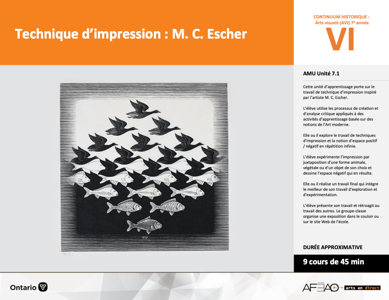 Technique d'impression : M. C. Escher
CONTINUUM HISTORIQUE :
Arts visuels (AVI) 7e année
VI
AMU Unité 7.1
Cette unité d'apprentissage porte sur le
travail de technique d'impression inspiré
par l'artiste M. C. Escher.
L'élève utilise les processus de création et
d'analyse critique appliqués à des
activités d'apprentissage basée sur des
notions de l'Art moderne.
Elle ou il explore le travail de techniques
d'impression et la notion d'espace positif
/ négatif en répétition infinie.
L'élève expérimente l'impression par
juxtaposition d'une forme animale,
végétale ou d'un objet de son choix et
dessine l'espace négatif qui en résulte.
Elle ou il réalise un travail final qui intègre
le meilleur de son travail d'exploration et
d'expérimentation.
L'élève présente son travail et rétroagit au
travail des autres. Le groupe-classe
organise une exposition dans le couloir ou
sur le site Web de l'école.
DURÉE APPROXIMATIVE
9 cours de 45 min
Ontario
AFEAO
arts en direct